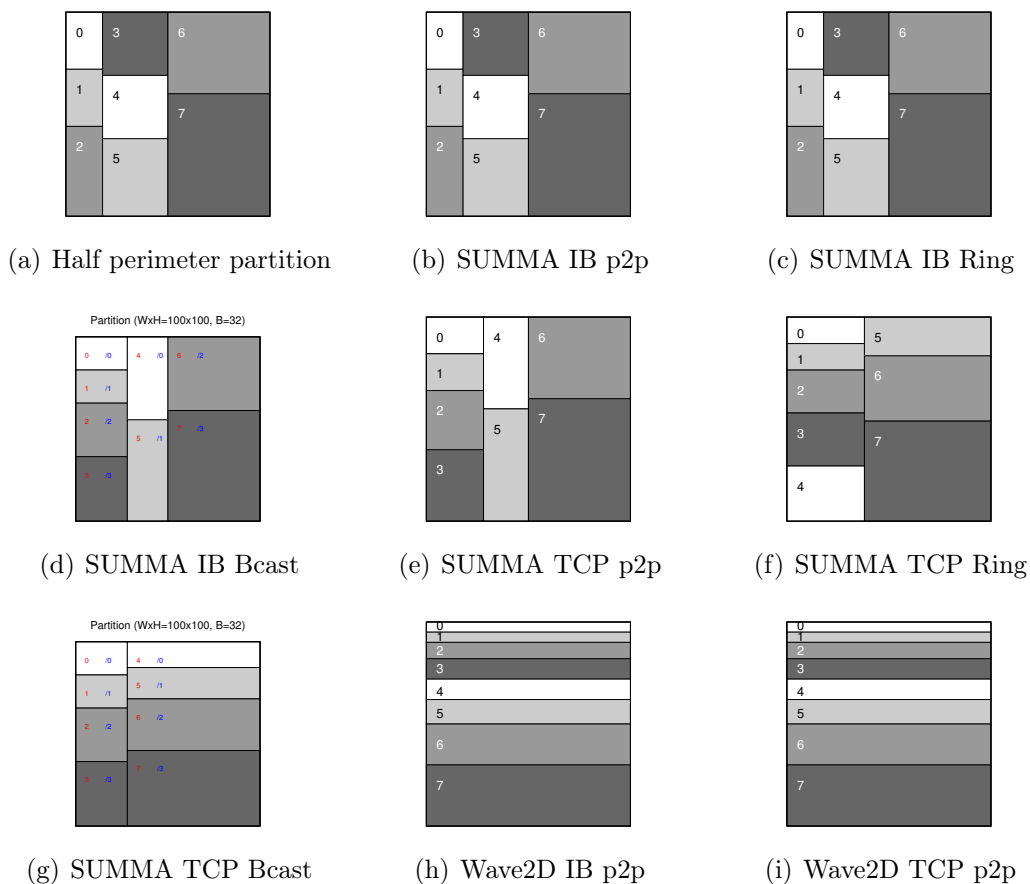 0 3 6
1 4
7
2 5
(a) Half perimeter partition
0 3 6
1 4
7
2 5
(b) SUMMA IB p2p
0 3 6
1 4
7
2 5
(c) SUMMA IB Ring
Partition (WxH=100x100, B=32)
0 /0 4 /0 6 /2
1 /1
2 /2
5 /1 7 /3
3 /3
(d) SUMMA IB Bcast
0 4 6
1
2 7
5
3
(e) SUMMA TCP p2p
0 5
1
6
2
3
7
4
(f) SUMMA TCP Ring
Partition (WxH=100x100, B=32)
0 /0 4 /0
5 /1
1 /1
6 /2
2 /2
7 /3
3 /3
(g) SUMMA TCP Bcast
0
1
2
3
4
5
6
7
(h) Wave2D IB p2p
0
1
2
3
4
5
6
7
(i) Wave2D TCP p2p